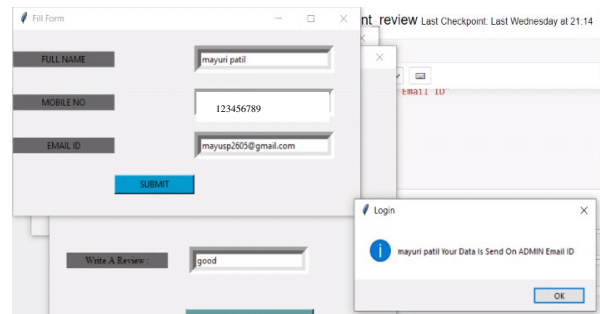 Fill Form
nt_review Last Checkpoint: Last Wednesday at 21:14
FULL NAME mayuri patil
Email ID"
MOBILE NO 123456789
EMAIL ID mayusp2605@gmail.com
SUBMIT
Login
mayuri patil Your Data Is Send On ADMIN Email ID
Write A Review : good
OK